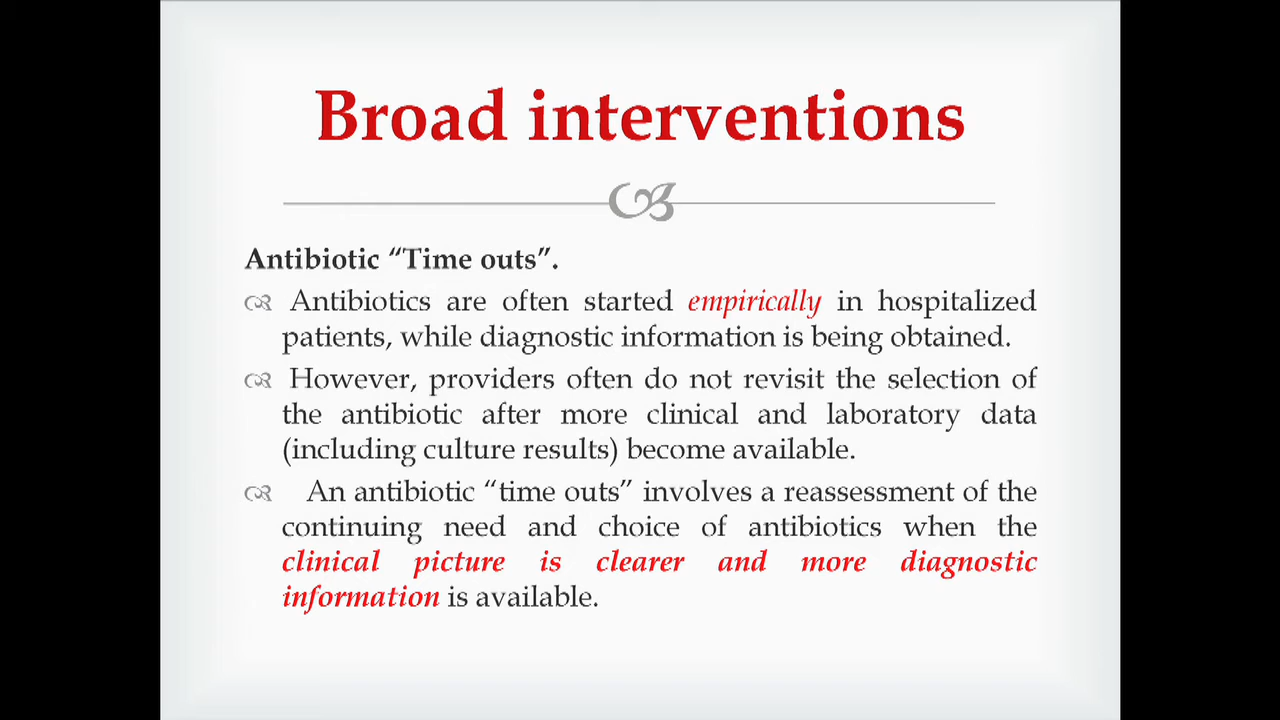 Broad interventions
Antibiotic “Time outs”.
Antibiotics are often started empirically in hospitalized
patients, while diagnostic information is being obtained.
However, providers often do not revisit the selection of
the antibiotic after more clinical and laboratory data
(including culture results) become available.
An antibiotic “time outs” involves a reassessment of the
continuing need and choice of antibiotics when the
clinical picture is clearer and more diagnostic
information is available.